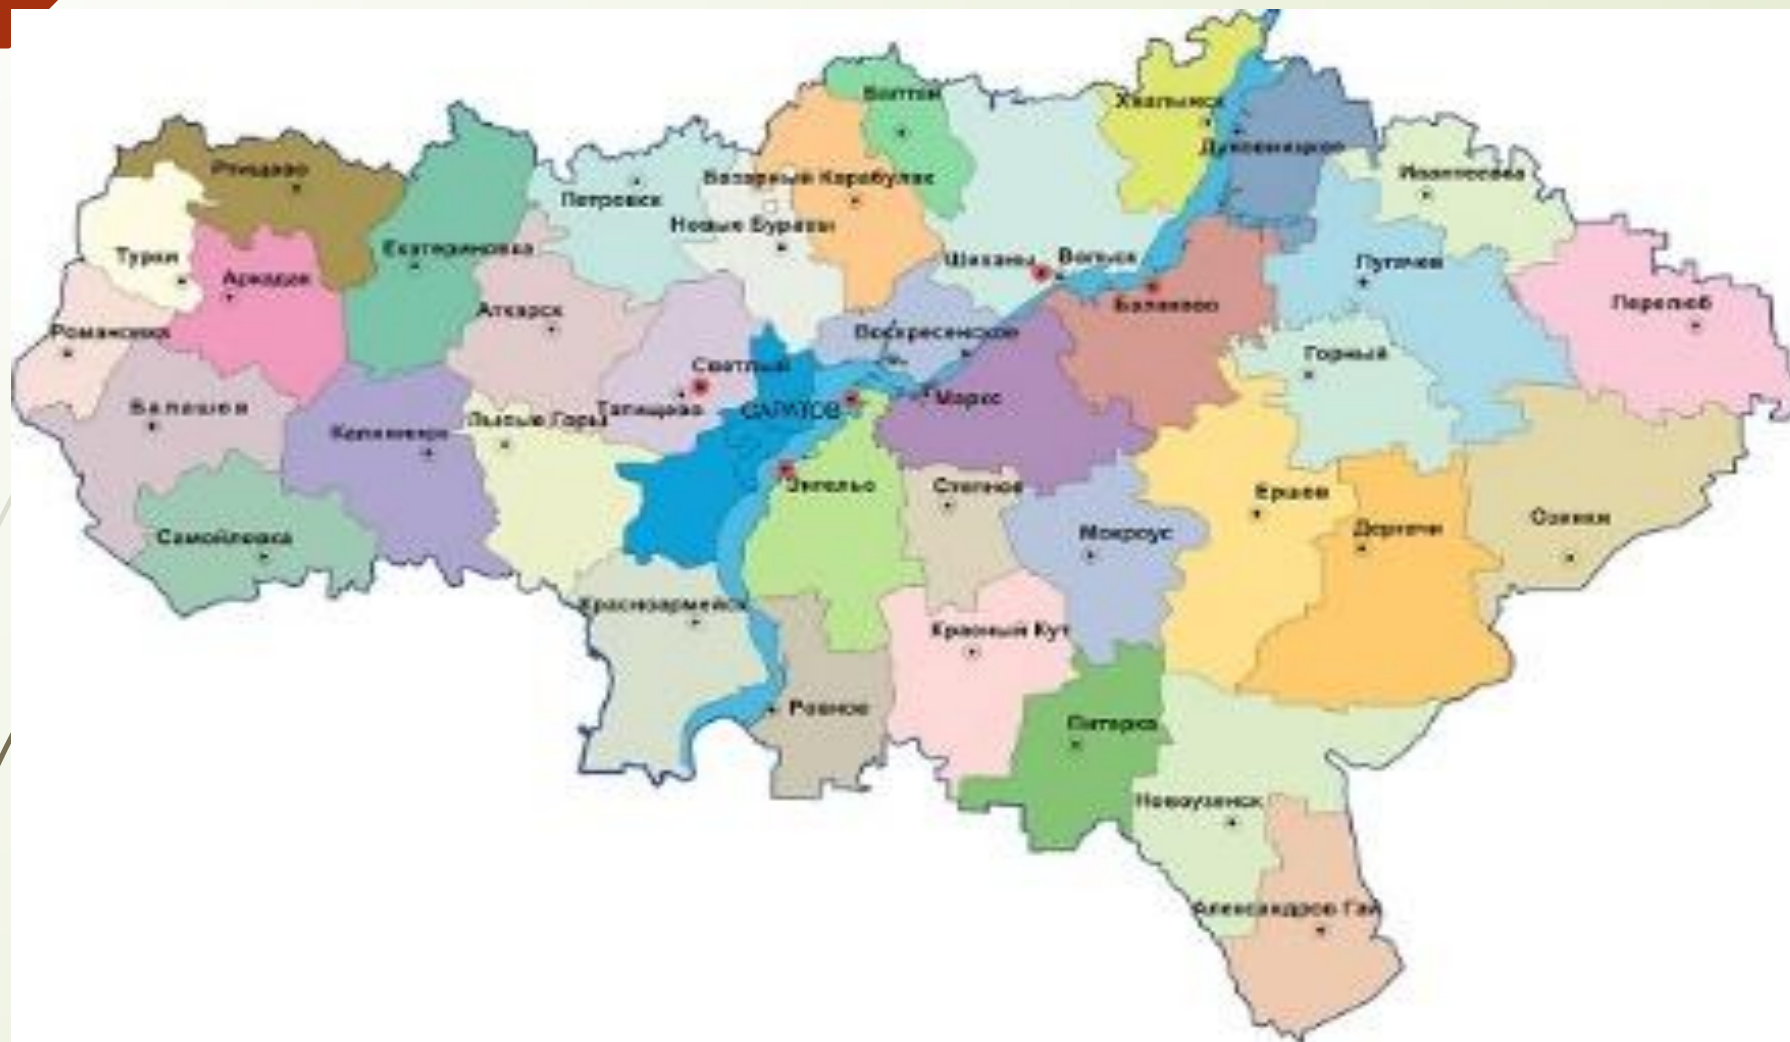 Балтай
Хвалынск
Духовницкое
Ртищево
Ивантеевка
Базарный Карабулак
Петровск
Новые Бурасы
Екатериновка
Турки
Шиханы
Вольск
Пугачев
Аркадак
Балаково
Перелюб
Аткарск
Романовка
Воскресенское
Горный
Светлый
Маркс
Балашов
Татищево
САРАТОВ
Лысые Горы
Калининск
Энгельс
Степное
Ершов
Озинки
Дергачи
Самойловка
Мокроус
Красноармейск
Красный Кут
Ровное
Питерка
Новоузенск
Александров Гай